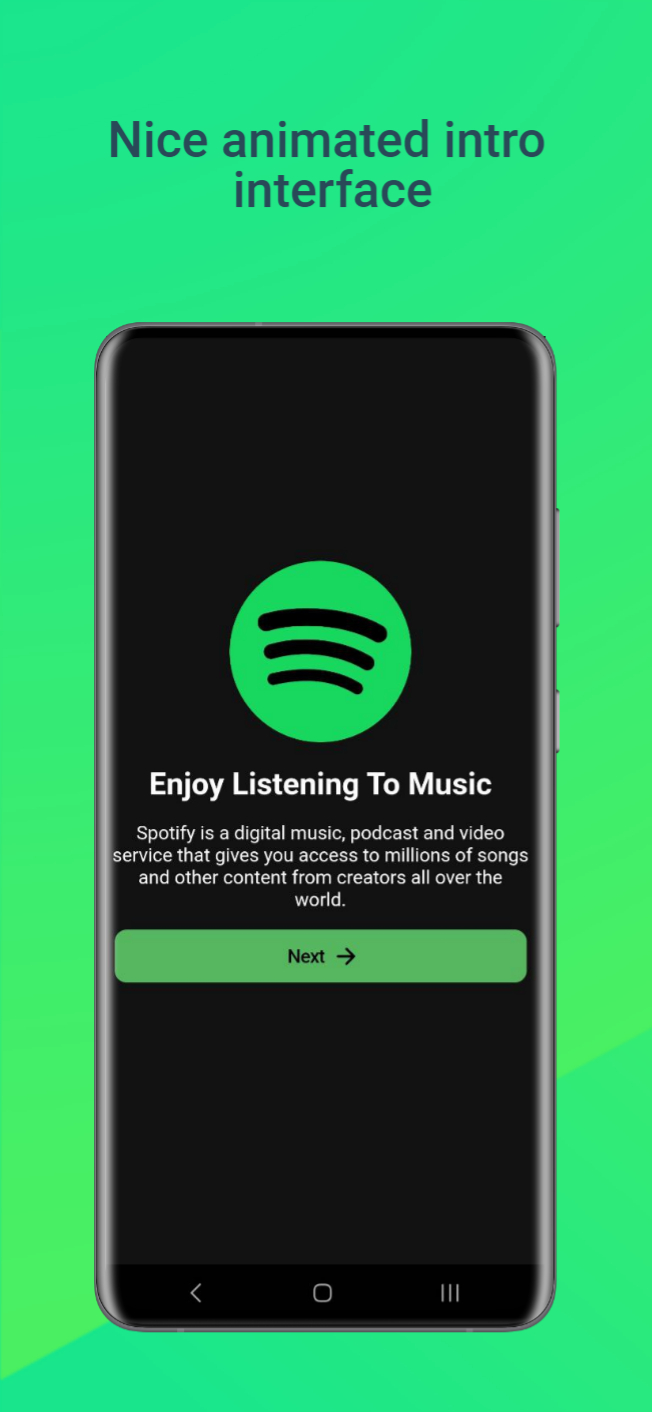 Nice animated intro
interface
Enjoy Listening To Music
Spotify is a digital music, podcast and video
service that gives you access to millions of songs
and other content from creators all over the
world.
Next